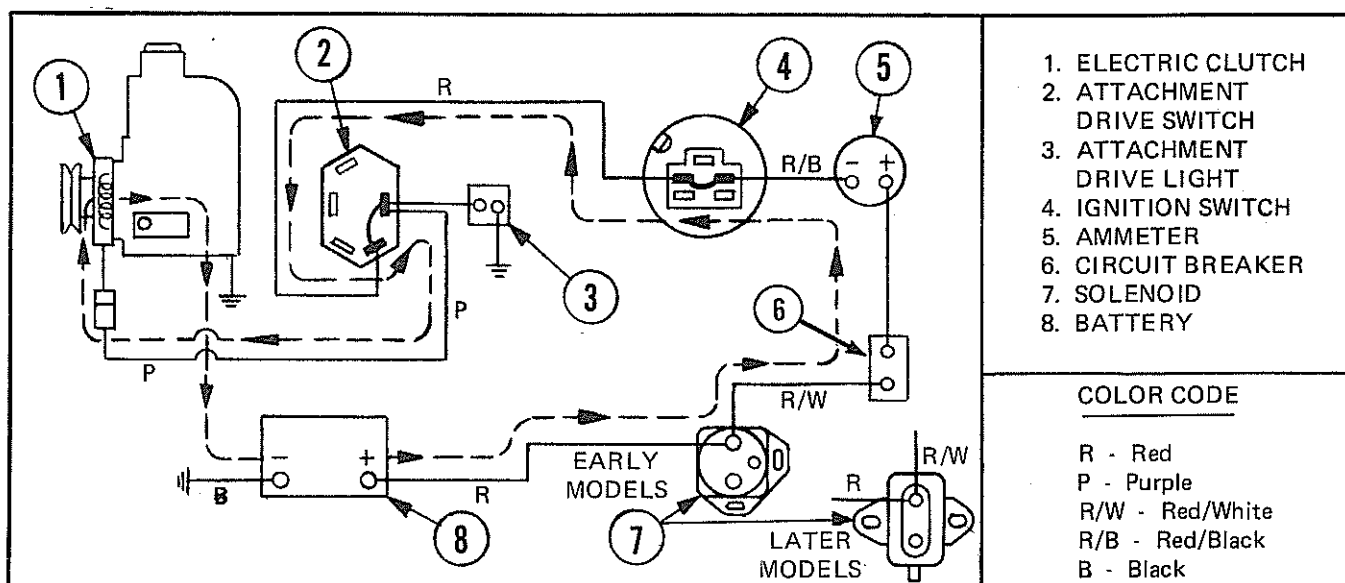 1
2
R
4
5
- +
R/B
3
P
P
6
R/W
- +
B
R
8
EARLY
MODELS
7
R/W
R
LATER
MODELS
1. ELECTRIC CLUTCH
2. ATTACHMENT
DRIVE SWITCH
3. ATTACHMENT
DRIVE LIGHT
4. IGNITION SWITCH
5. AMMETER
6. CIRCUIT BREAKER
7. SOLENOID
8. BATTERY
COLOR CODE
R - Red
P - Purple
R/W - Red/White
R/B - Red/Black
B - Black